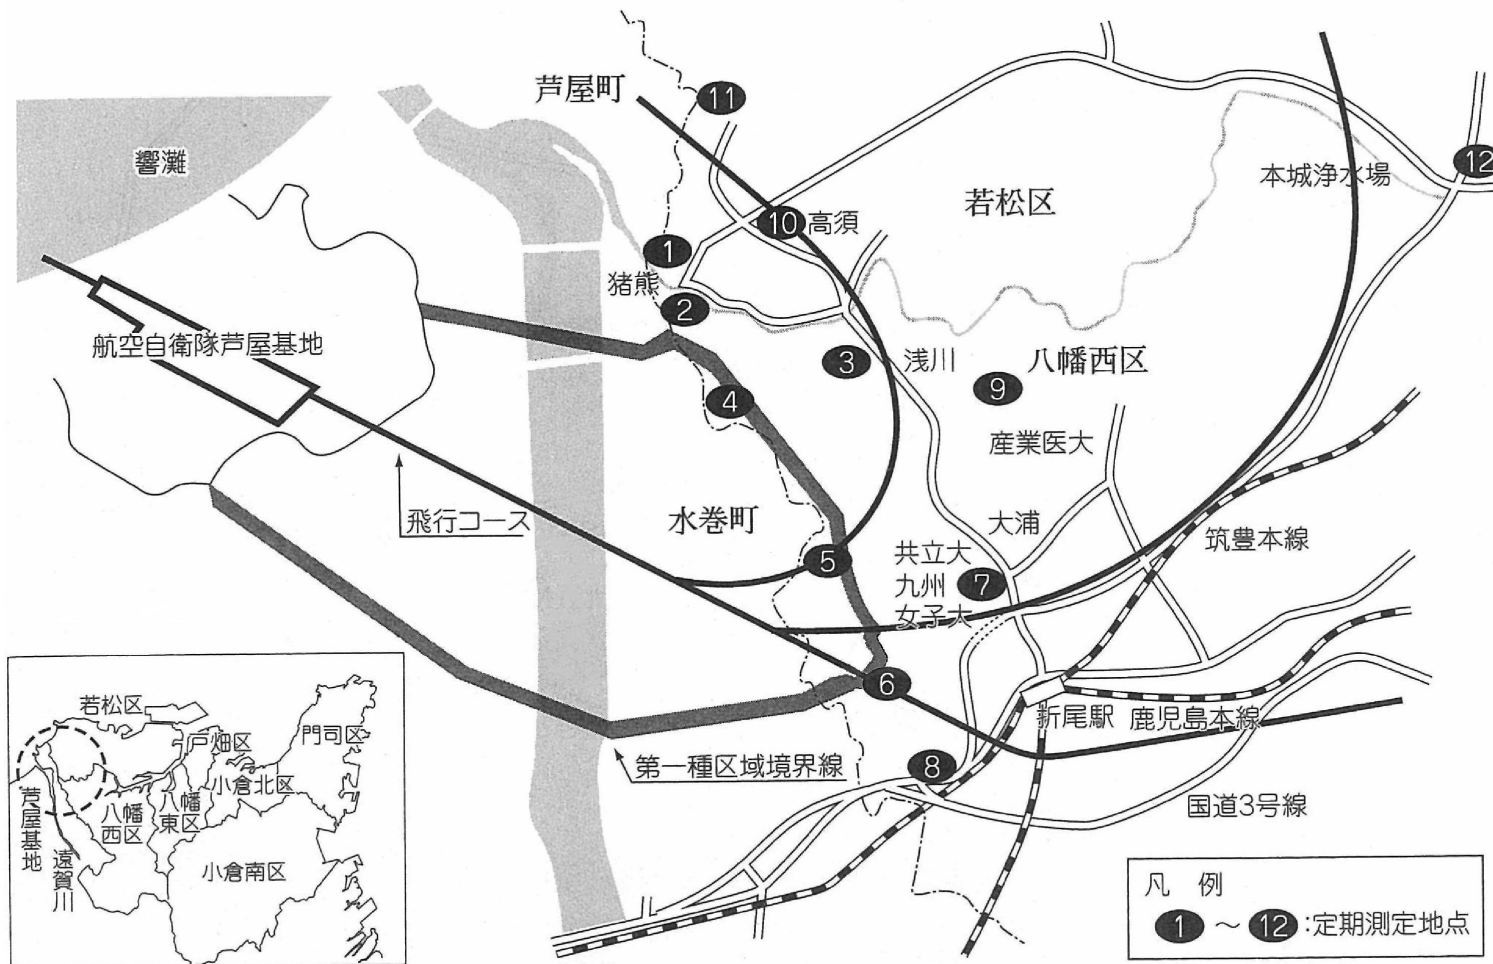 芦屋町
11
響灘
12
本城浄水場
若松区
10
高須
1
猪熊
2
航空自衛隊芦屋基地
3
浅川
八幡西区
9
4
産業医大
飛行コース
水巻町
大浦
筑豊本線
5
共立大
九州
女子大
7
6
折尾駅
鹿児島本線
第一種区域境界線
8
国道3号線
若松区
戸畑区
門司区
小倉北区
八幡
西区
八幡
東区
芦屋基地
遠賀川
小倉南区
凡 例
1 ～ 12 :定期測定地点